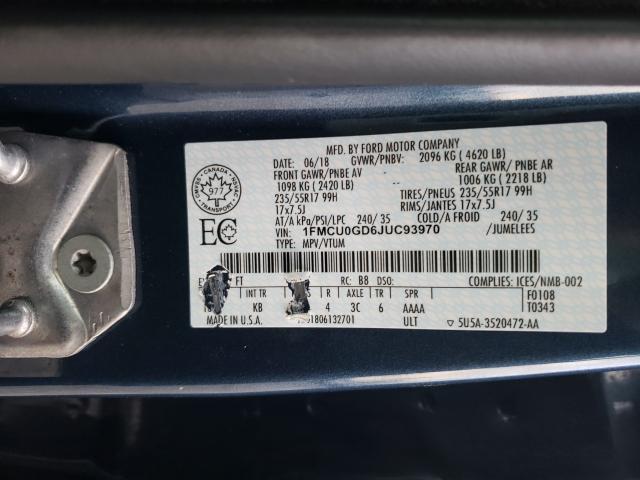 MFD. BY FORD MOTOR COMPANY
DATE: 06/18 GVWR/PNBV: 2096 KG ( 4620 LB)
FRONT GAWR/PNBE AV REAR GAWR/ PNBE AR
1098 KG ( 2420 LB) 1006 KG ( 2218 LB)
235/55R17 99H TIRES/PNEUS 235/55R17 99H
17x7.5J RIMS/JANTES 17x7.5J
AT/A kPa/PSI/LPC 240/ 35 COLD/A FROID 240/ 35
VIN: 1FMCU0GD6JUC93970 /JUMELEES
TYPE: MPV/VTUM
CANADA
977
TRANSPORT
EC
FT RC: B8 DSO: COMPLIES: ICES/NMB-002
INT TR R AXLE TR SPR F0108
KB 4 3C 6 AAAA T0343
MADE IN U.S.A. 1806132701 ULT ▽ 5U5A-3520472-AA